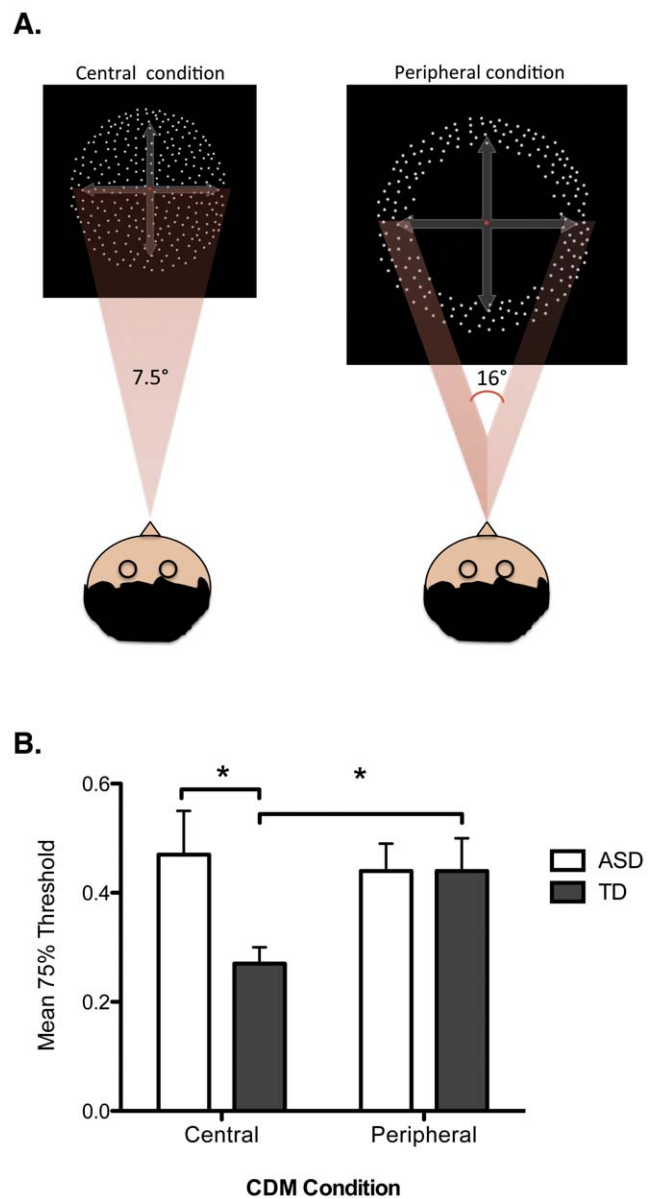 A.
Central condition
Peripheral condition
7.5°
16°
B.
* *
0.6
0.4
0.2
0.0
Mean 75% Threshold
ASD
TD
Central Peripheral
CDM Condition